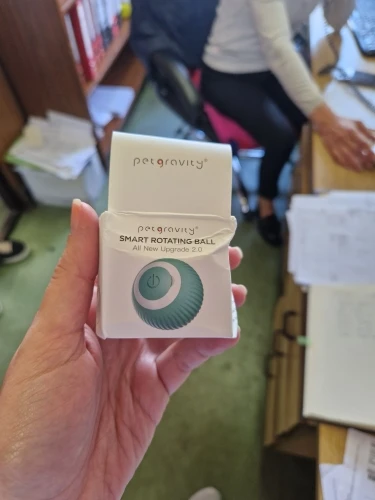 petgravity®
petgravity®
SMART ROTATING BALL
All New Upgrade 2.0